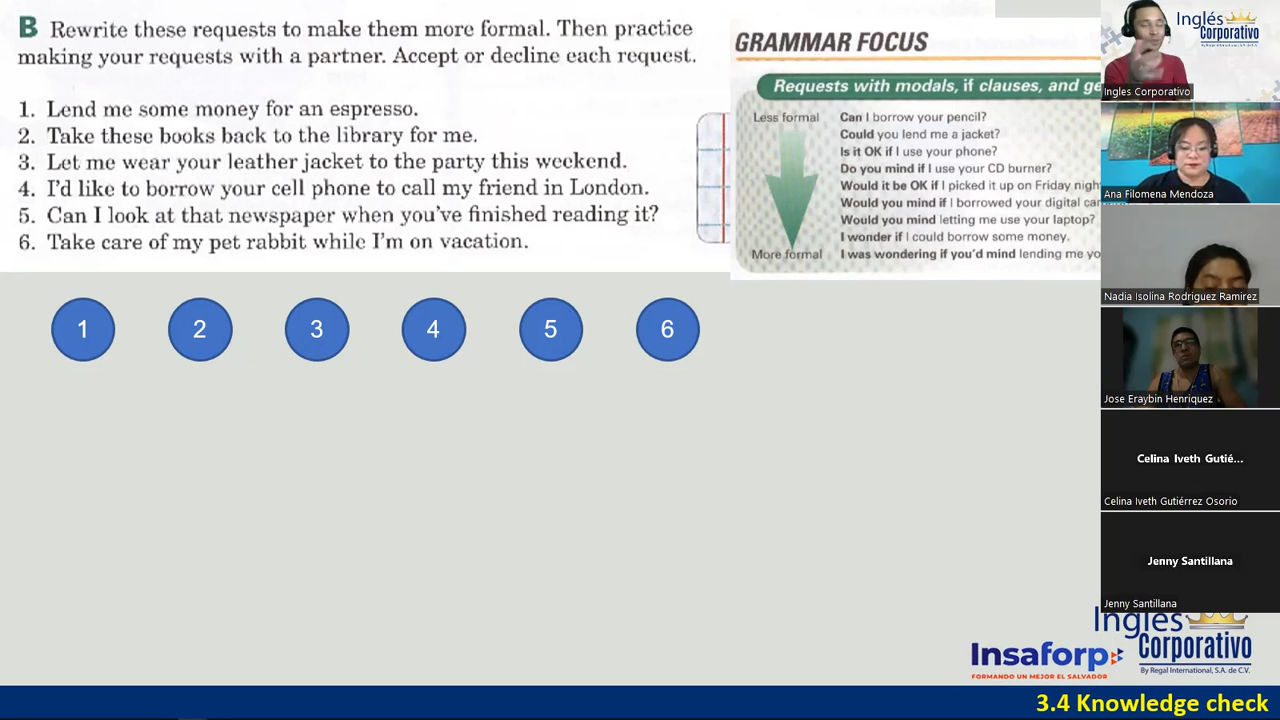 B Rewrite these requests to make them more formal. Then practice
making your requests with a partner. Accept or decline each request.
1. Lend me some money for an espresso.
2. Take these books back to the library for me.
3. Let me wear your leather jacket to the party this weekend.
4. I'd like to borrow your cell phone to call my friend in London.
5. Can I look at that newspaper when you've finished reading it?
6. Take care of my pet rabbit while I'm on vacation.
GRAMMAR FOCUS
Requests with modals, if clauses, and ge
Less formal
Can I borrow your pencil?
Could you lend me a jacket?
Is it OK if I use your phone?
Do you mind if I use your CD burner?
Would it be OK if I picked it up on Friday nigh
Would you mind if I borrowed your digital ca
Would you mind letting me use your laptop?
I wonder if I could borrow some money.
More formal
I was wondering if you'd mind lending me yo
1 2 3 4 5 6
Inglés
Corporativo
By Regal International, S.A. de C.V.
Ingles Corporativo
Ana Filomena Mendoza
Nadia Isolina Rodriguez Ramirez
Jose Eraybin Henriquez
Celina Iveth Gutié...
Celina Iveth Gutiérrez Osorio
Jenny Santillana
Jenny Santillana
Inglés
Corporativo
By Regal International, S.A. de C.V.
Insaforp
FORMANDO UN MEJOR EL SALVADOR
3.4 Knowledge check